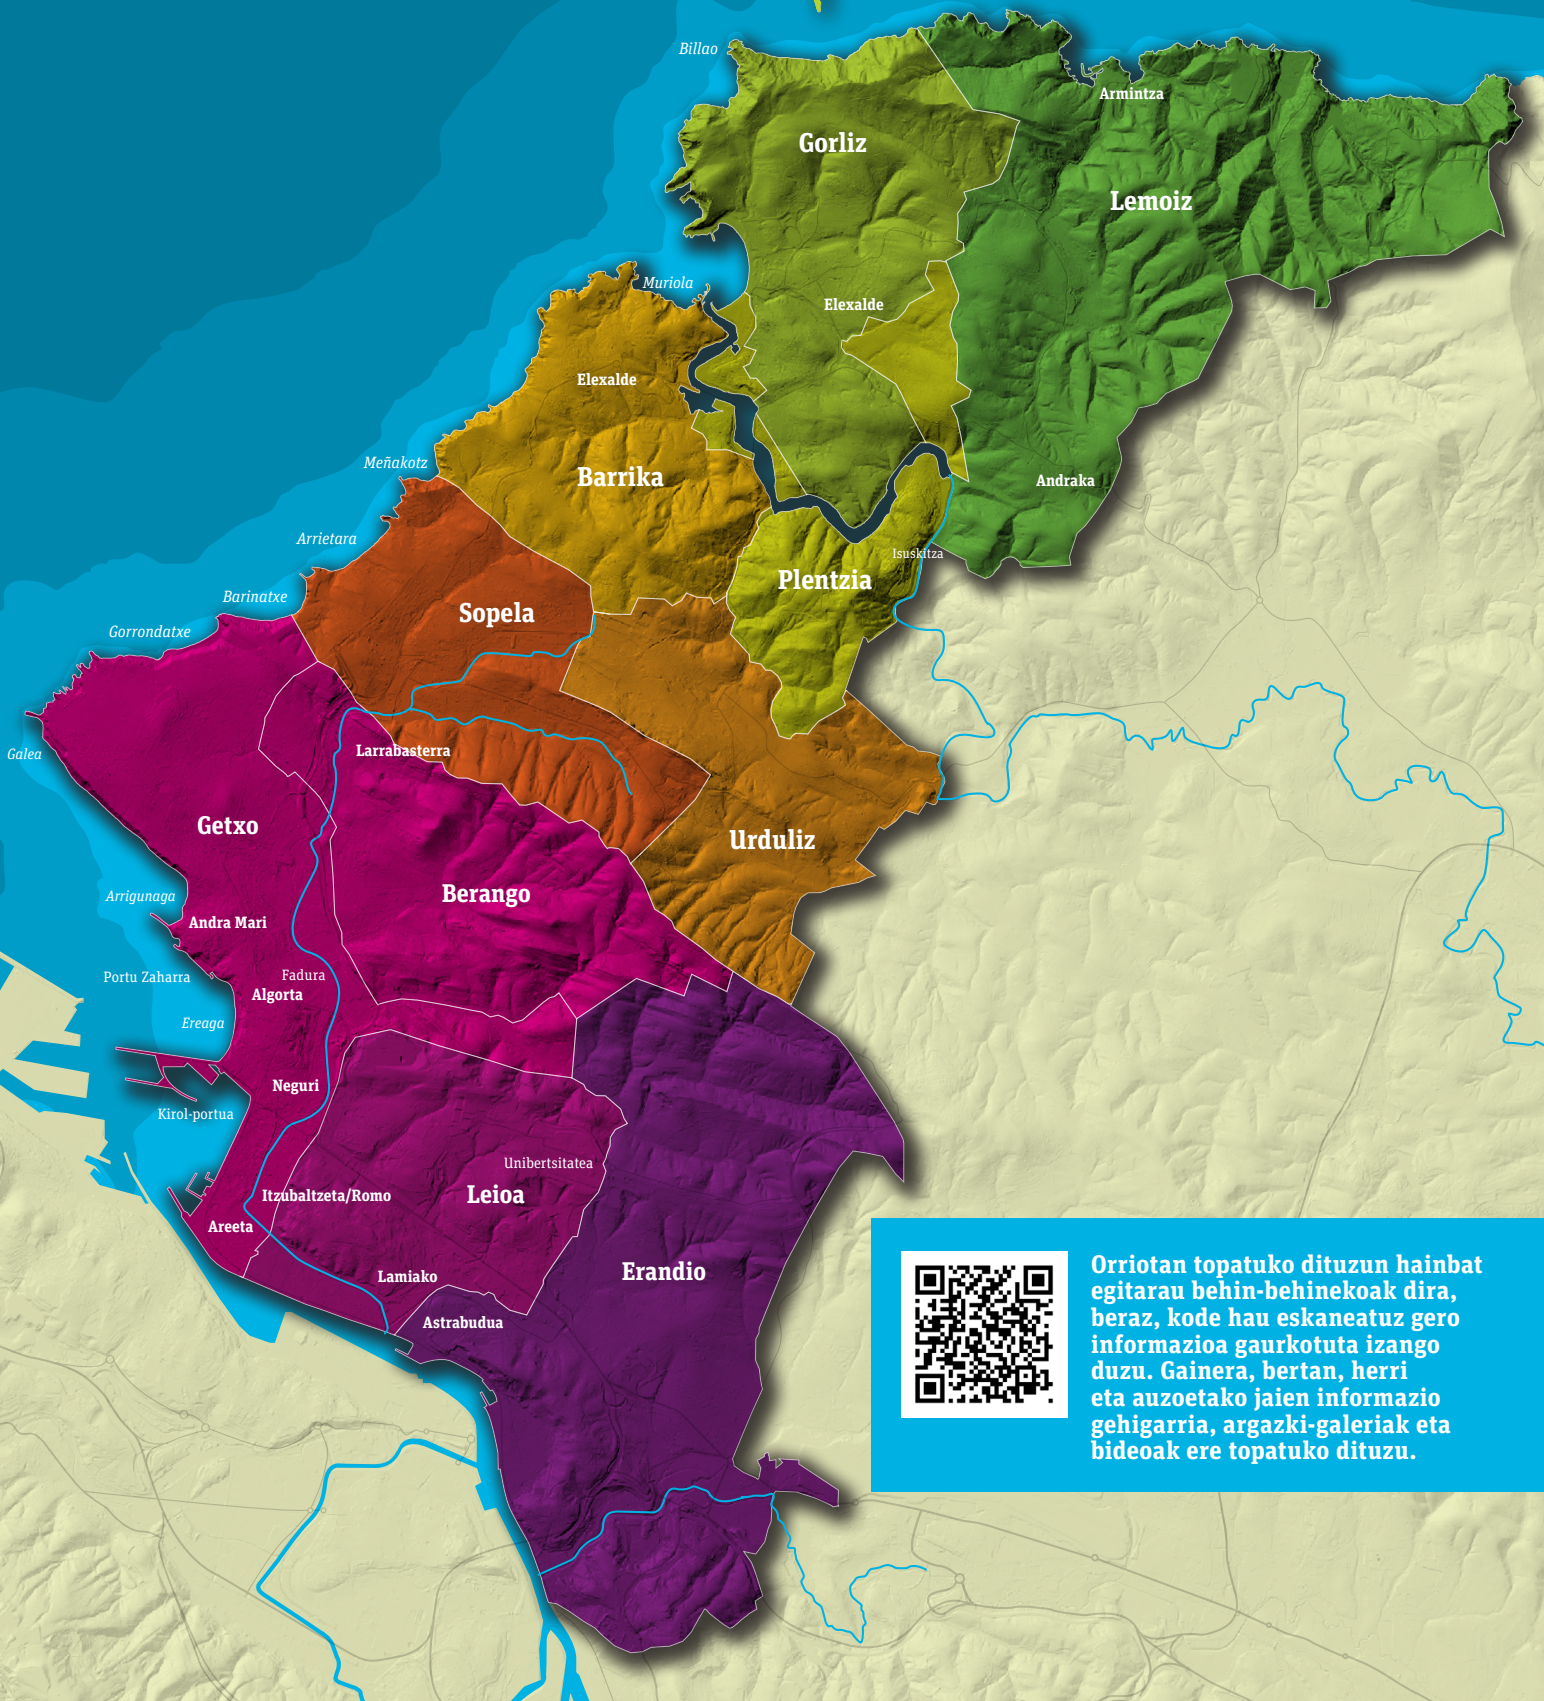 Billao
Armintza
Gorliz
Lemoiz
Muriola
Elexalde
Elexalde
Meñakotz
Barrika
Andraka
Arrietara
Isuskitza
Plentzia
Barinatxe
Sopela
Gorrondatxe
Galea
Larrabasterra
Getxo
Urduliz
Berango
Arrigunaga
Andra Mari
Portu Zaharra
Fadura
Algorta
Ereaga
Neguri
Kirol-portua
Unibertsitatea
Itzubaltzeta/Romo
Leioa
Areeta
Lamiako
Erandio
Astrabudua
Orriotan topatuko dituzun hainbat
egitarau behin-behinekoak dira,
beraz, kode hau eskaneatuz gero
informazioa gaurkotuta izango
duzu. Gainera, bertan, herri
eta auzoetako jaien informazio
gehigarria, argazki-galeriak eta
bideoak ere topatuko dituzu.